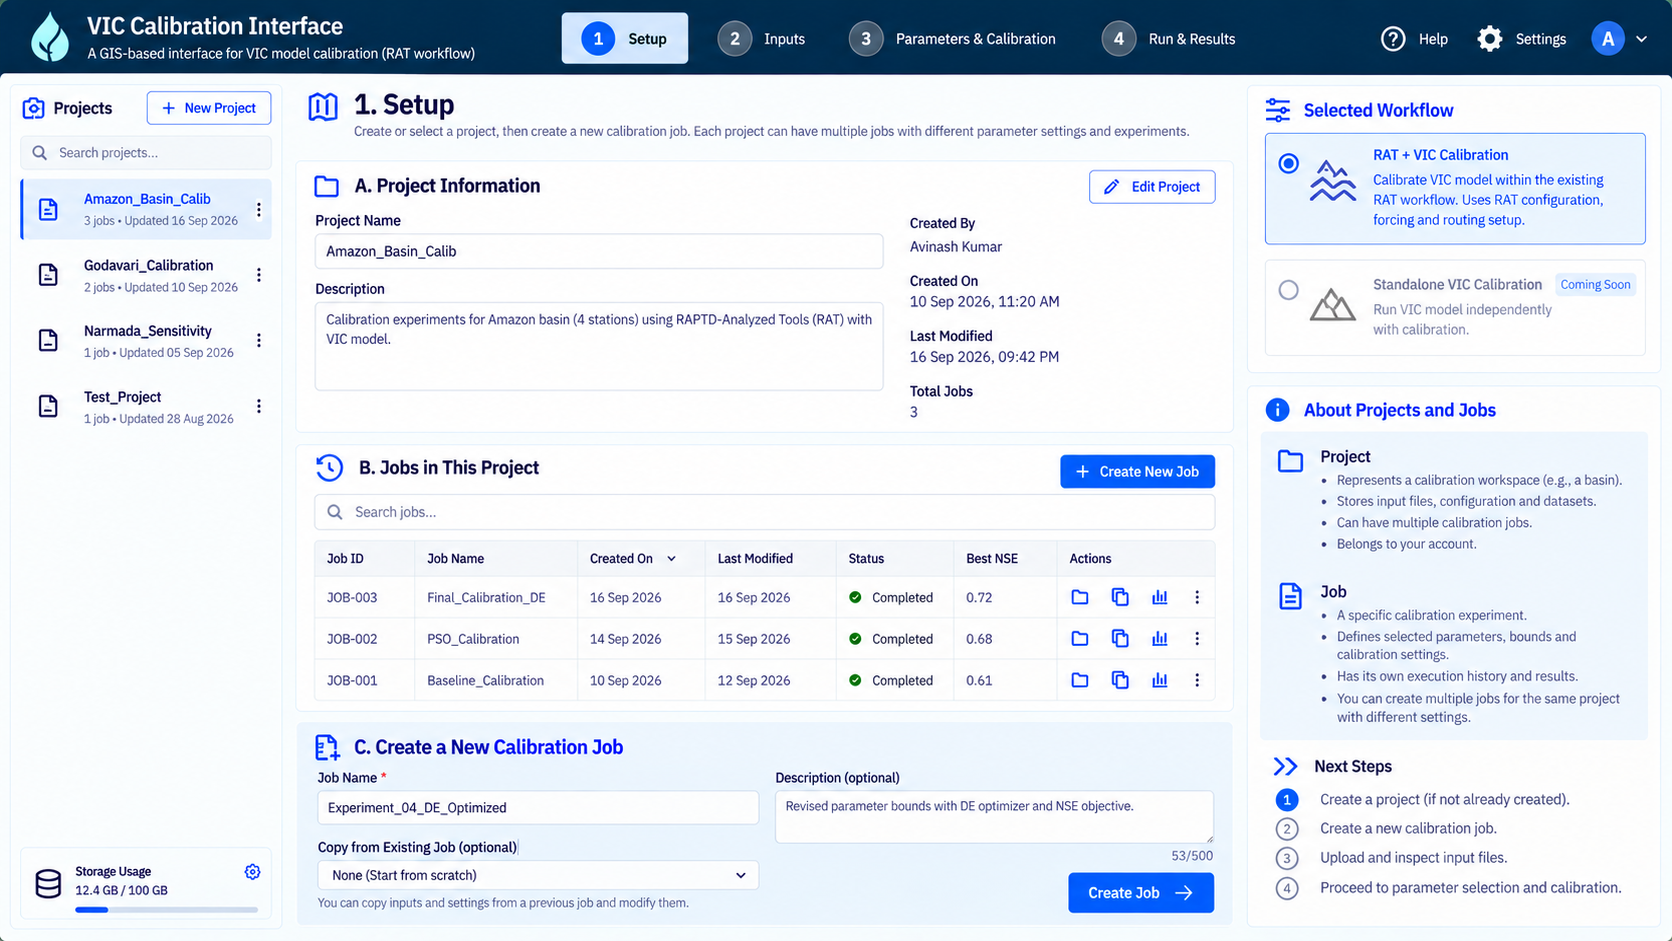 VIC Calibration Interface
A GIS-based interface for VIC model calibration (RAT workflow)
1 Setup
2 Inputs
3 Parameters & Calibration
4 Run & Results
Help
Settings
A
Projects
+ New Project
Search projects...
Amazon_Basin_Calib
3 jobs • Updated 16 Sep 2026
Godavari_Calibration
2 jobs • Updated 10 Sep 2026
Narmada_Sensitivity
1 job • Updated 05 Sep 2026
Test_Project
1 job • Updated 28 Aug 2026
Storage Usage
12.4 GB / 100 GB
1. Setup
Create or select a project, then create a new calibration job. Each project can have multiple jobs with different parameter settings and experiments.
A. Project Information
Edit Project
Project Name
Amazon_Basin_Calib
Description
Calibration experiments for Amazon basin (4 stations) using RAPTD-Analyzed Tools (RAT) with
VIC model.
Created By
Avinash Kumar
Created On
10 Sep 2026, 11:20 AM
Last Modified
16 Sep 2026, 09:42 PM
Total Jobs
3
B. Jobs in This Project
+ Create New Job
Search jobs...
Job ID Job Name Created On Last Modified Status Best NSE Actions
JOB-003 Final_Calibration_DE 16 Sep 2026 16 Sep 2026 Completed 0.72
JOB-002 PSO_Calibration 14 Sep 2026 15 Sep 2026 Completed 0.68
JOB-001 Baseline_Calibration 10 Sep 2026 12 Sep 2026 Completed 0.61
C. Create a New Calibration Job
Job Name *
Experiment_04_DE_Optimized
Description (optional)
Revised parameter bounds with DE optimizer and NSE objective.
53/500
Copy from Existing Job (optional)
None (Start from scratch)
You can copy inputs and settings from a previous job and modify them.
Create Job
Selected Workflow
RAT + VIC Calibration
Calibrate VIC model within the existing
RAT workflow. Uses RAT configuration,
forcing and routing setup.
Standalone VIC Calibration Coming Soon
Run VIC model independently
with calibration.
About Projects and Jobs
Project
• Represents a calibration workspace (e.g., a basin).
• Stores input files, configuration and datasets.
• Can have multiple calibration jobs.
• Belongs to your account.
Job
• A specific calibration experiment.
• Defines selected parameters, bounds and
calibration settings.
• Has its own execution history and results.
• You can create multiple jobs for the same project
with different settings.
Next Steps
1 Create a project (if not already created).
2 Create a new calibration job.
3 Upload and inspect input files.
4 Proceed to parameter selection and calibration.